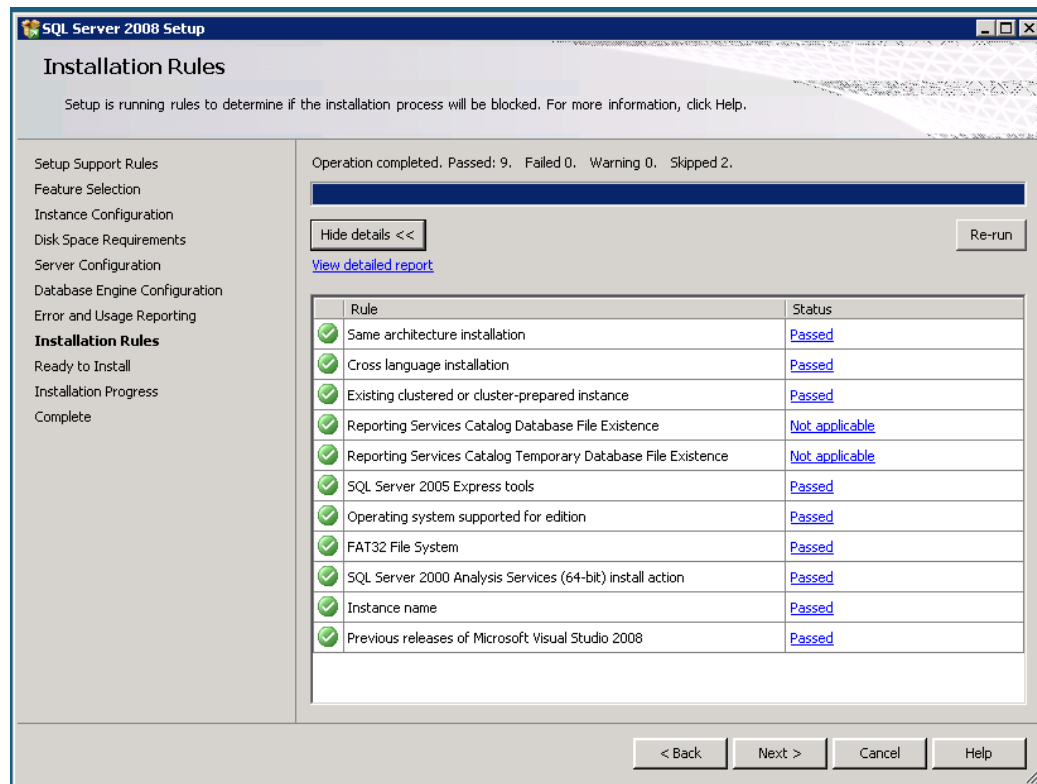 SQL Server 2008 Setup
Installation Rules
Setup is running rules to determine if the installation process will be blocked. For more information, click Help.
Setup Support Rules
Feature Selection
Instance Configuration
Disk Space Requirements
Server Configuration
Database Engine Configuration
Error and Usage Reporting
Installation Rules
Ready to Install
Installation Progress
Complete
Operation completed. Passed: 9. Failed 0. Warning 0. Skipped 2.
Hide details <<
Re-run
View detailed report
Rule Status
Same architecture installation Passed
Cross language installation Passed
Existing clustered or cluster-prepared instance Passed
Reporting Services Catalog Database File Existence Not applicable
Reporting Services Catalog Temporary Database File Existence Not applicable
SQL Server 2005 Express tools Passed
Operating system supported for edition Passed
FAT32 File System Passed
SQL Server 2000 Analysis Services (64-bit) install action Passed
Instance name Passed
Previous releases of Microsoft Visual Studio 2008 Passed
< Back Next > Cancel Help